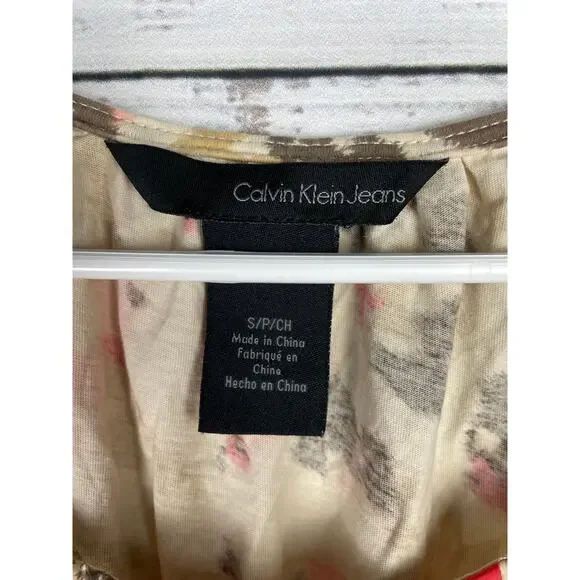 Calvin Klein Jeans
S/P/CH
Made in China
Fabriqué en
Chine
Hecho en China